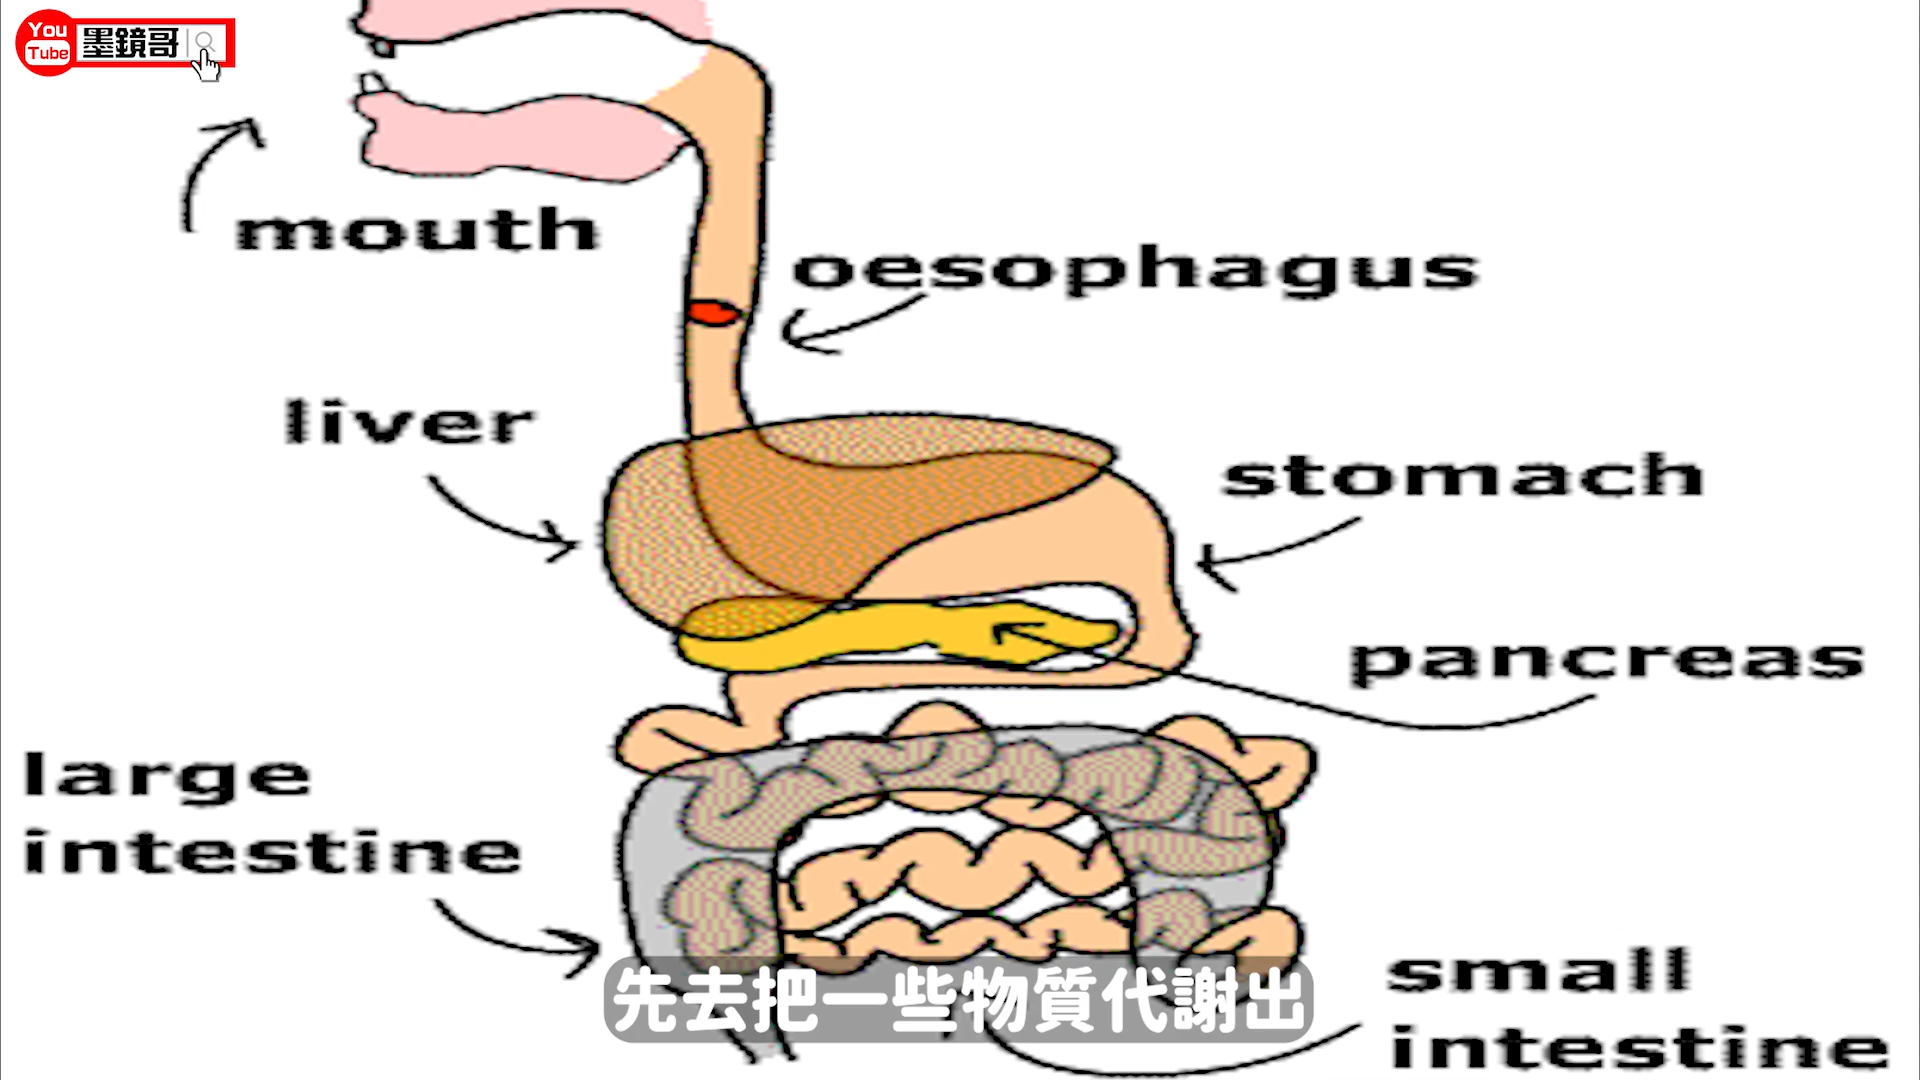 You
Tube
墨鏡哥
mouth
oesophagus
liver
stomach
pancreas
large
intestine
small
intestine
先去把一些物質代謝出